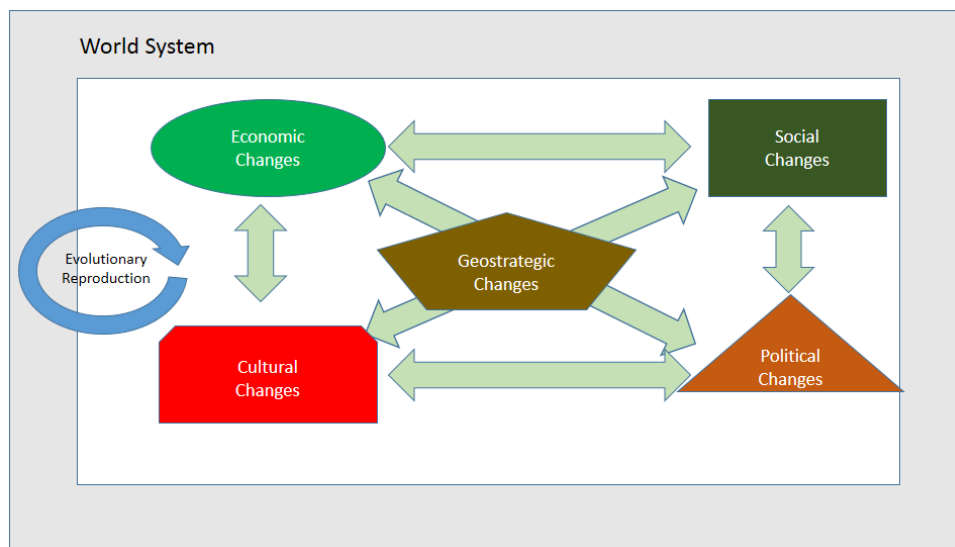 World System
Economic
Changes
Social
Changes
Evolutionary
Reproduction
Geostrategic
Changes
Cultural
Changes
Political
Changes